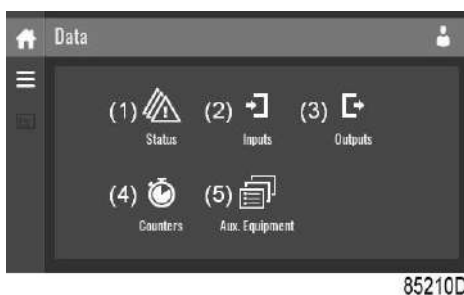 Data
(1) (2) (3)
Status Inputs Outputs
(4) (5)
Counters Aux. Equipment
85210D